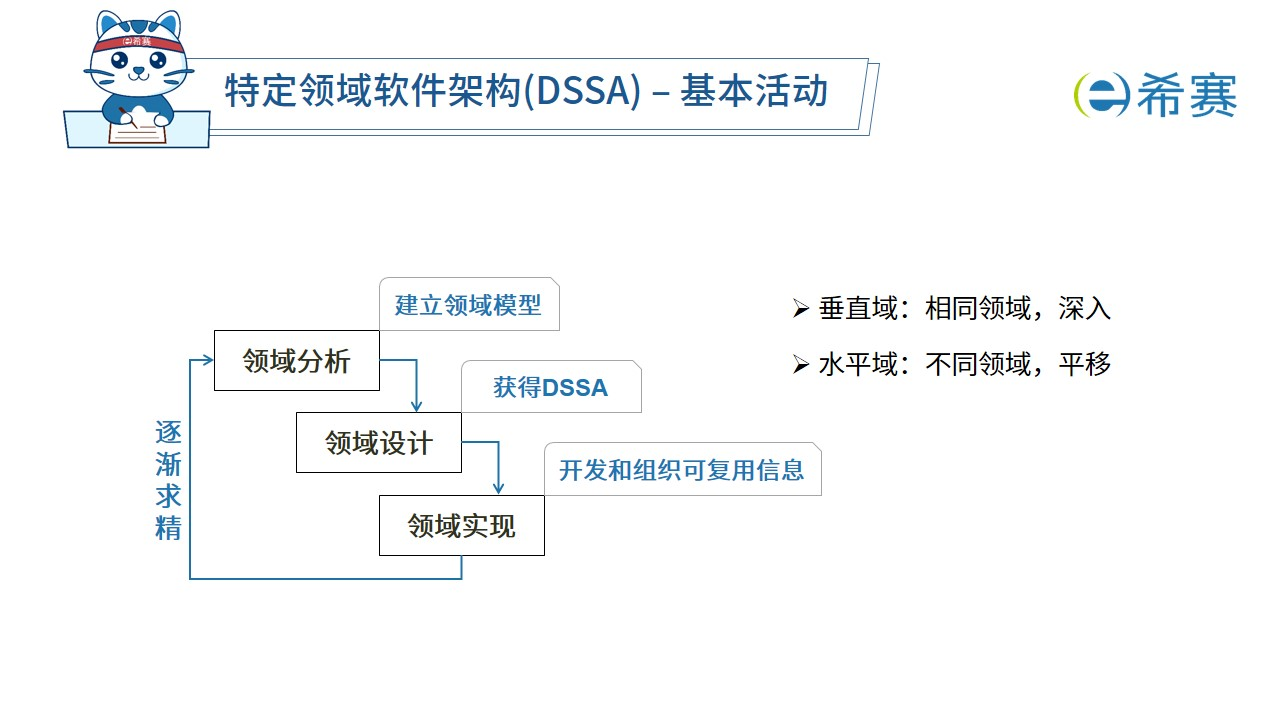 希赛
特定领域软件架构(DSSA) – 基本活动
希赛
建立领域模型
领域分析
获得DSSA
领域设计
开发和组织可复用信息
领域实现
逐渐求精
垂直域：相同领域，深入
水平域：不同领域，平移